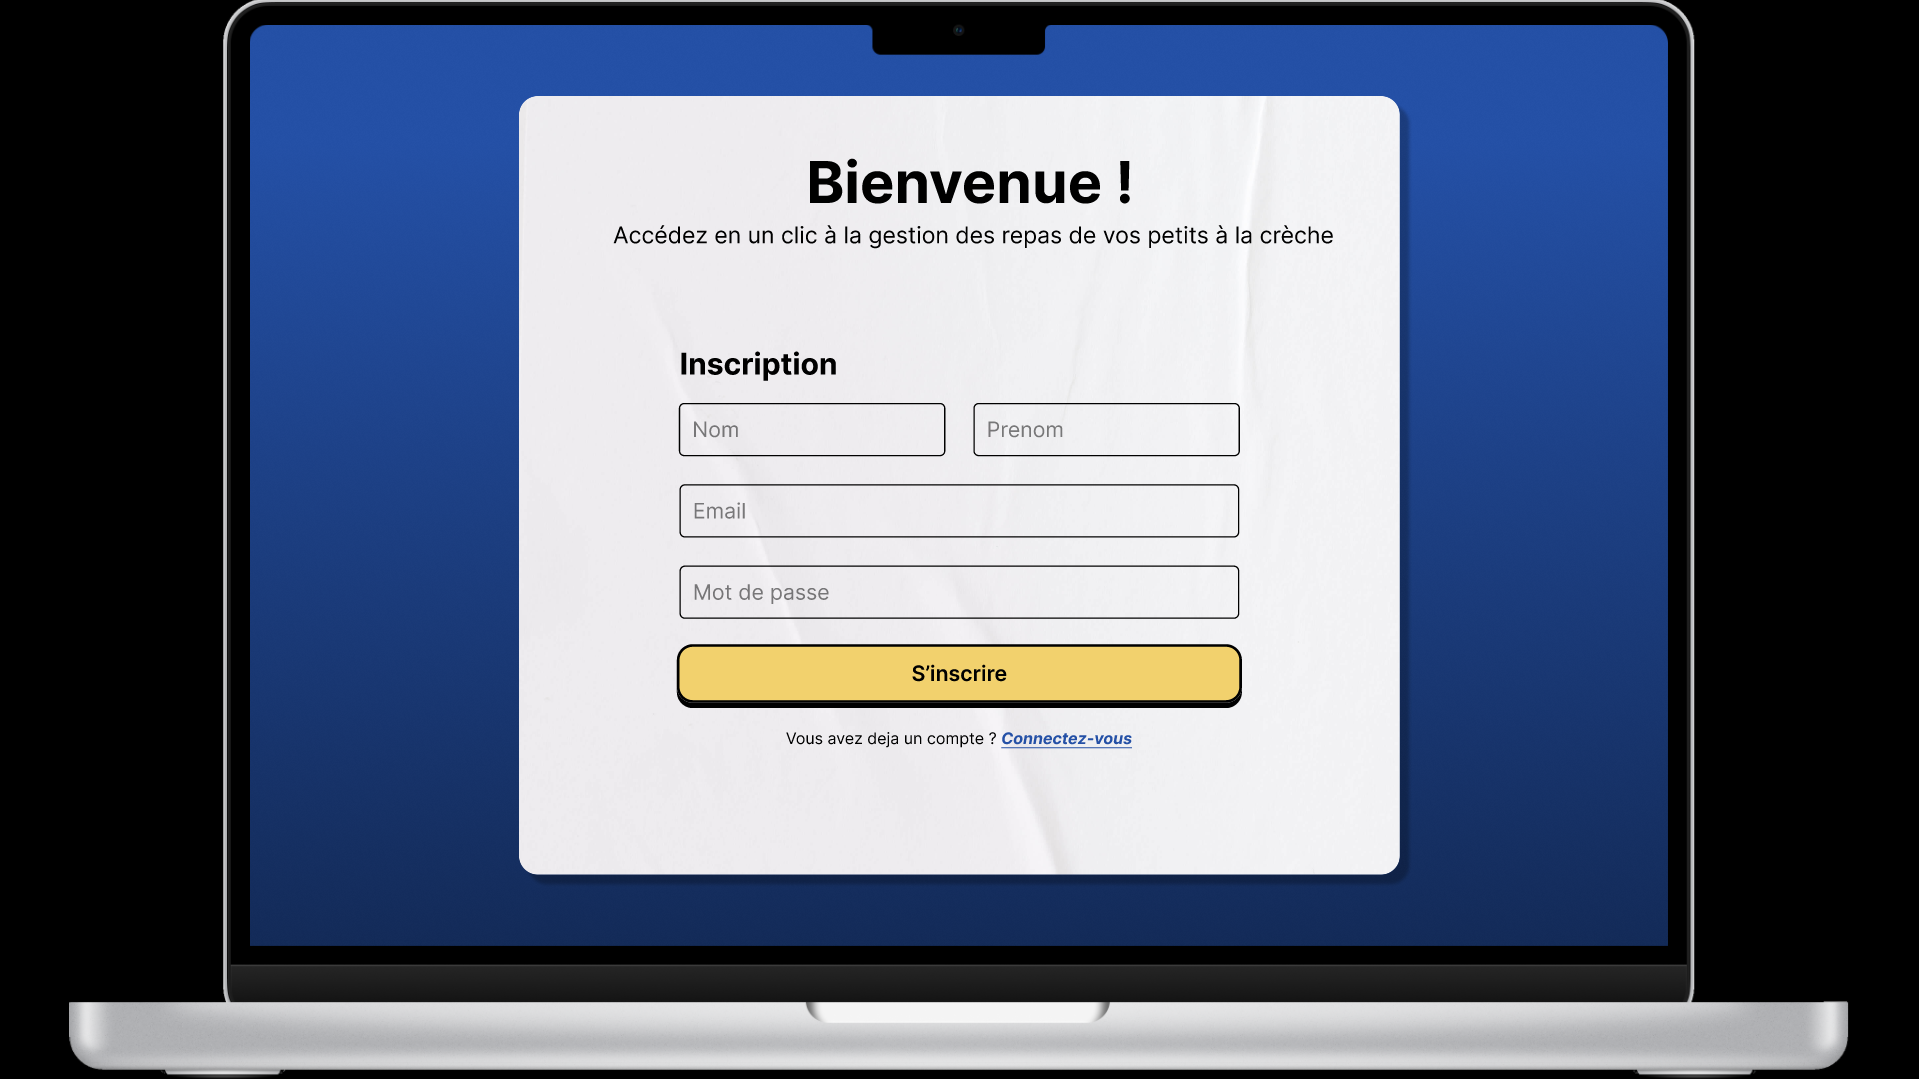 Bienvenue !
Accédez en un clic à la gestion des repas de vos petits à la crèche
Inscription
Nom
Prenom
Email
Mot de passe
S’inscrire
Vous avez deja un compte ? Connectez-vous